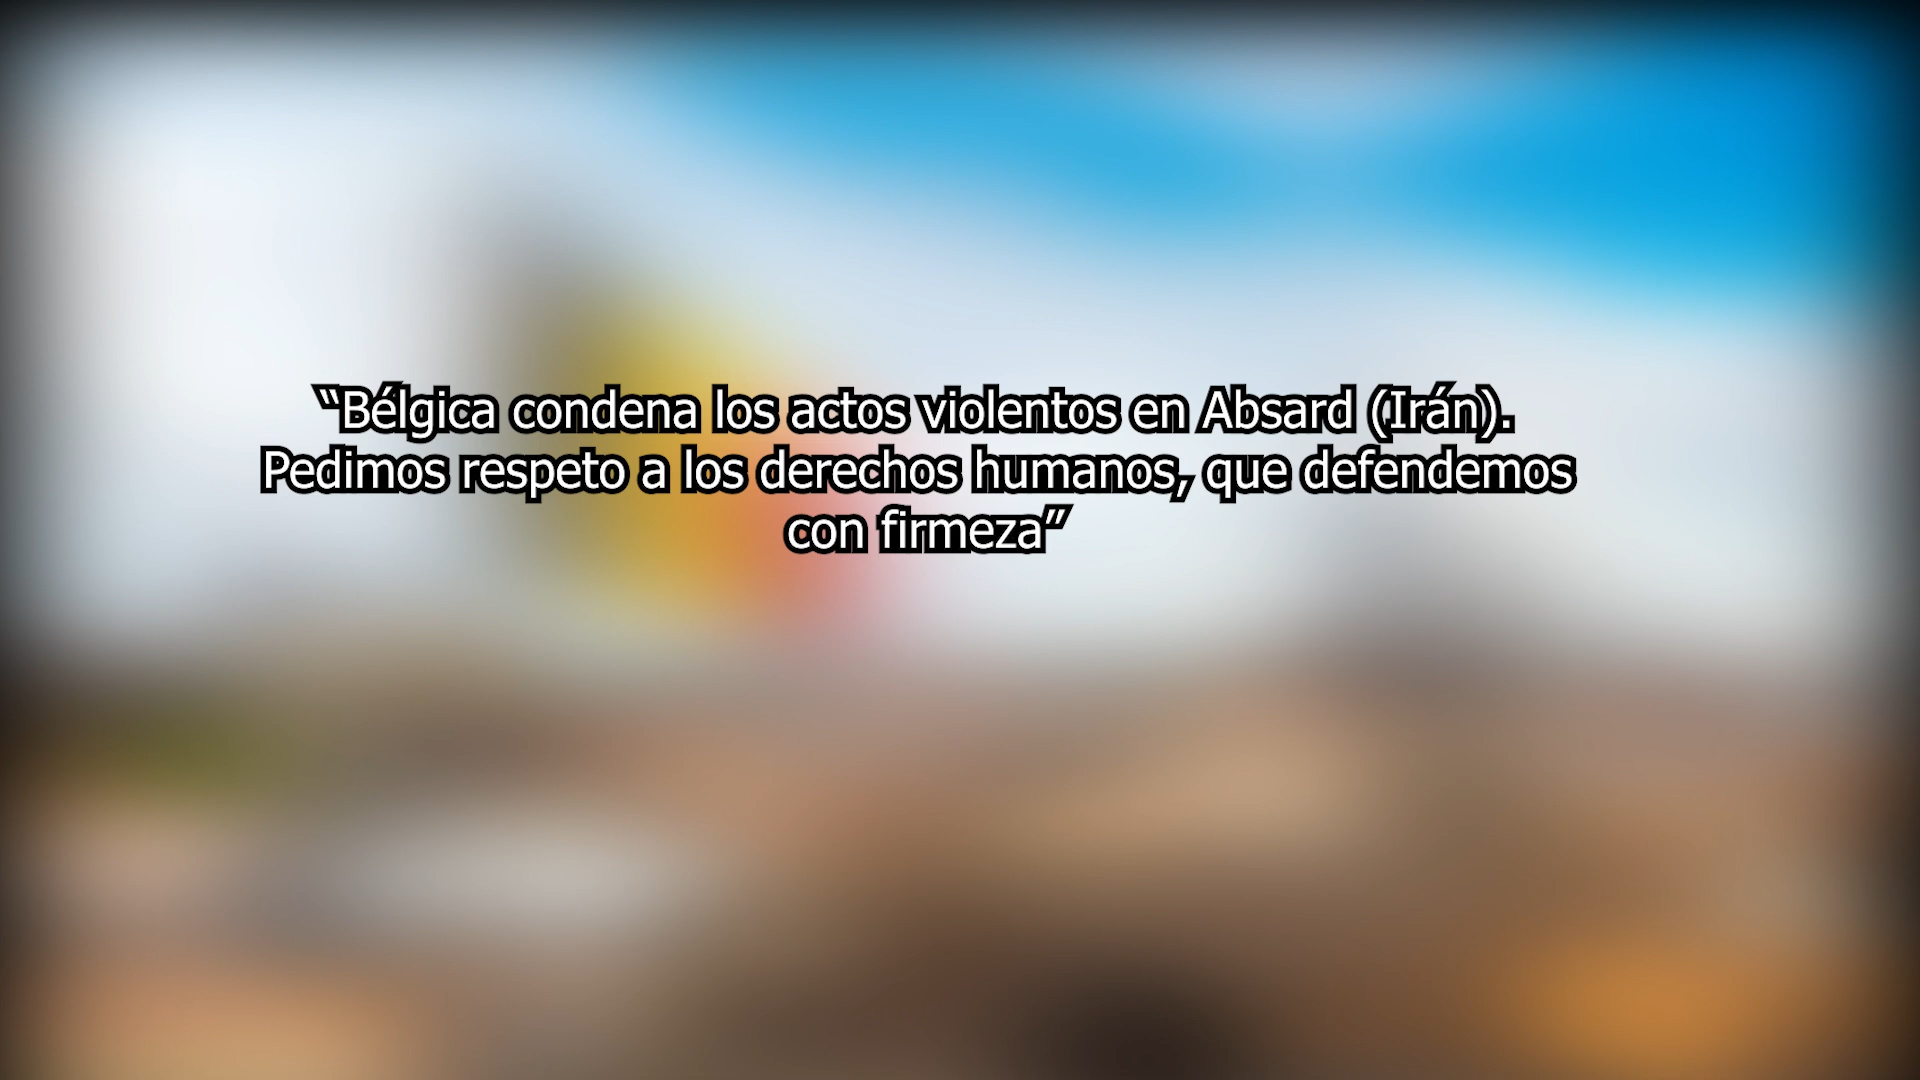 “Bélgica condena los actos violentos en Absard (Irán).
Pedimos respeto a los derechos humanos, que defendemos
con firmeza”